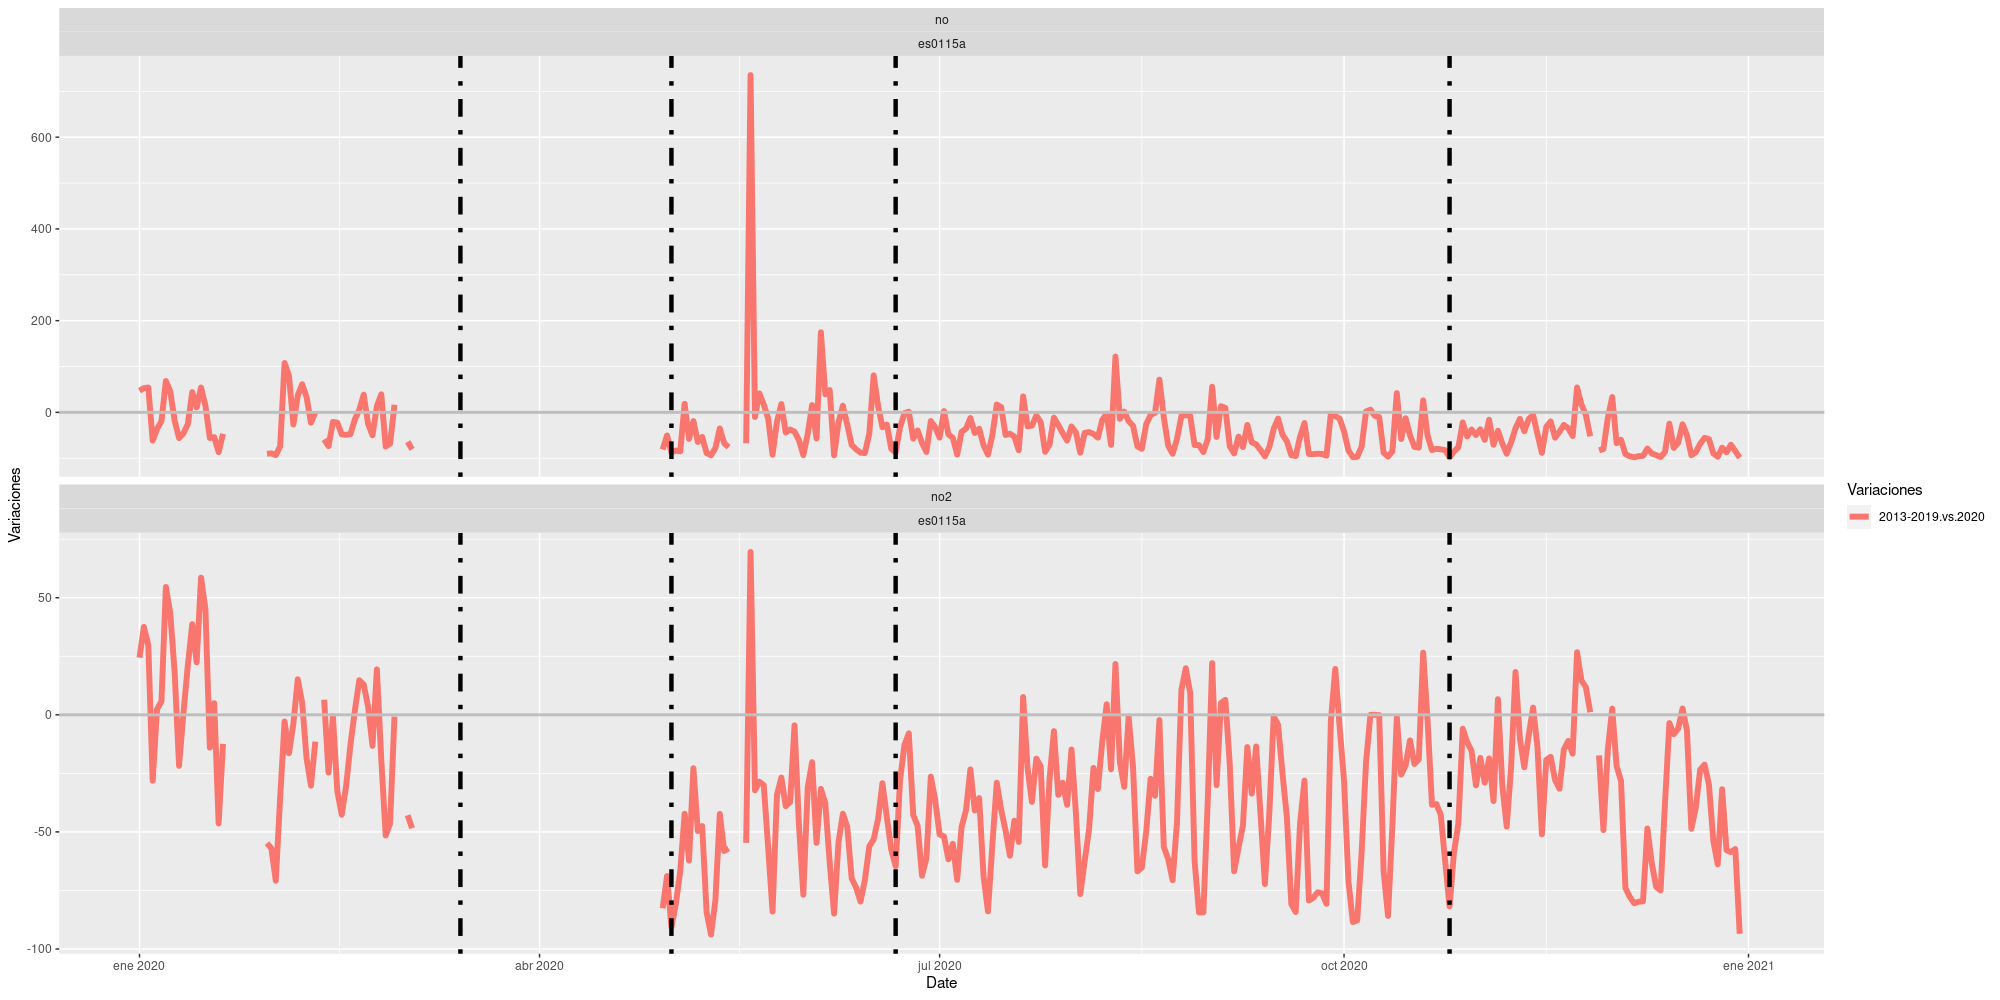 no
es0115a
600
400
200
0
no2
es0115a
50
0
-50
-100
ene 2020
abr 2020
jul 2020
oct 2020
ene 2021
Date
Variaciones
Variaciones
2013-2019.vs.2020